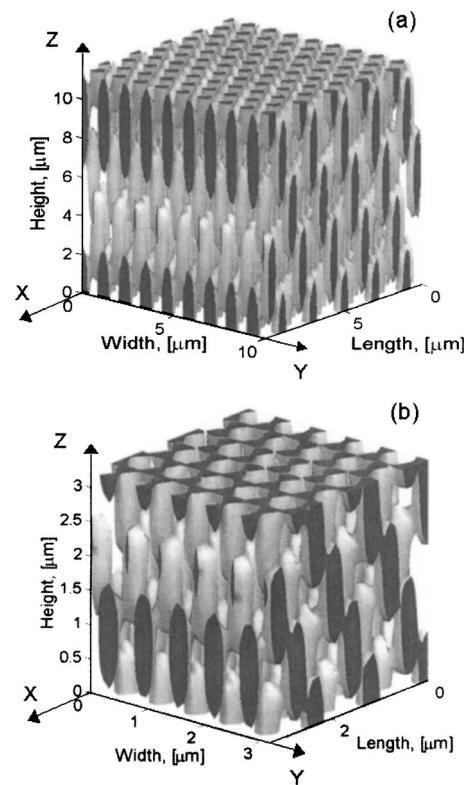 (a)
Z
10
8
6
4
2
0
Height, [μm]
X
0
5
10
Width, [μm]
Y
0
5
Length, [μm]
(b)
Z
3
2.5
2
1.5
1
0.5
0
Height, [μm]
X
0
1
2
3
Width, [μm]
Y
0
2
Length, [μm]